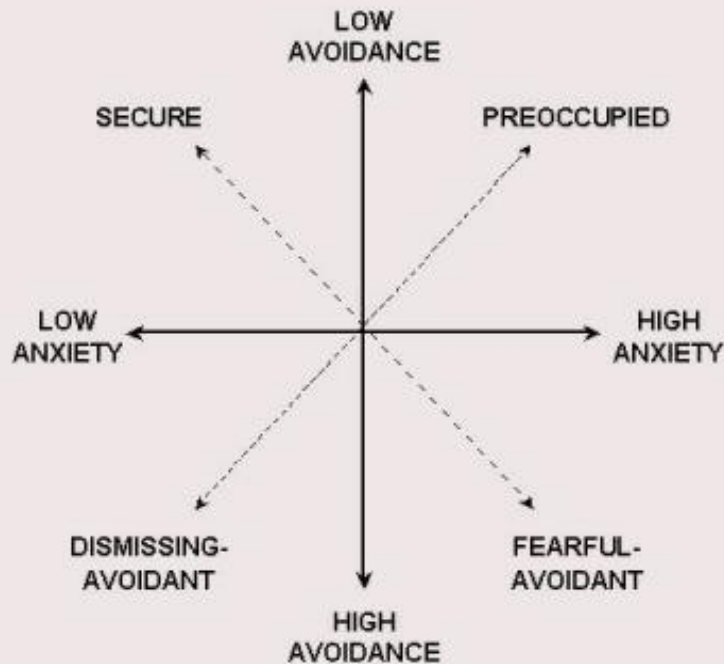 LOW
AVOIDANCE
SECURE
PREOCCUPIED
LOW
ANXIETY
HIGH
ANXIETY
DISMISSING-
AVOIDANT
FEARFUL-
AVOIDANT
HIGH
AVOIDANCE